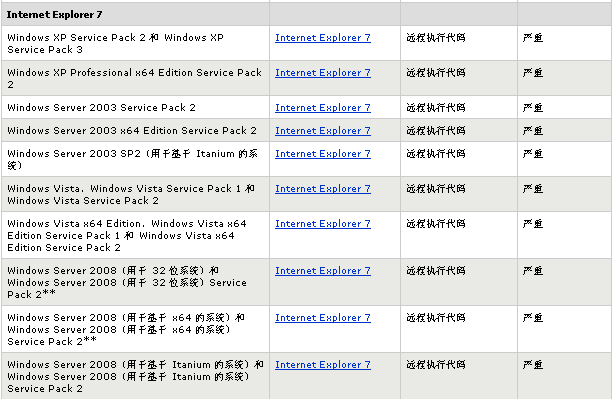 Internet Explorer 7
Windows XP Service Pack 2 和 Windows XP Internet Explorer 7 远程执行代码 严重
Service Pack 3
Windows XP Professional x64 Edition Service Pack Internet Explorer 7 远程执行代码 严重
2
Windows Server 2003 Service Pack 2 Internet Explorer 7 远程执行代码 严重
Windows Server 2003 x64 Edition Service Pack 2 Internet Explorer 7 远程执行代码 严重
Windows Server 2003 SP2（用于基于 Itanium 的系 Internet Explorer 7 远程执行代码 严重
统）
Windows Vista、Windows Vista Service Pack 1 和 Internet Explorer 7 远程执行代码 严重
Windows Vista Service Pack 2
Windows Vista x64 Edition、Windows Vista x64 Internet Explorer 7 远程执行代码 严重
Edition Service Pack 1 和 Windows Vista x64
Edition Service Pack 2
Windows Server 2008（用于 32 位系统）和 Internet Explorer 7 远程执行代码 严重
Windows Server 2008（用于 32 位系统）Service
Pack 2**
Windows Server 2008（用于基于 x64 的系统）和 Internet Explorer 7 远程执行代码 严重
Windows Server 2008（用于基于 x64 的系统）
Service Pack 2**
Windows Server 2008（用于基于 Itanium 的系统）和 Internet Explorer 7 远程执行代码 严重
Windows Server 2008（用于基于 Itanium 的系统）
Service Pack 2